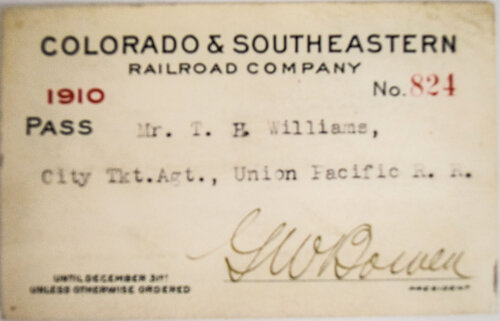 COLORADO & SOUTHEASTERN
RAILROAD COMPANY
1910
No. 824
PASS Mr. T. H. Williams,
City Tkt.Agt., Union Pacific R. R.
GWBowen
UNTIL DECEMBER 31ST
UNLESS OTHERWISE ORDERED
PRESIDENT